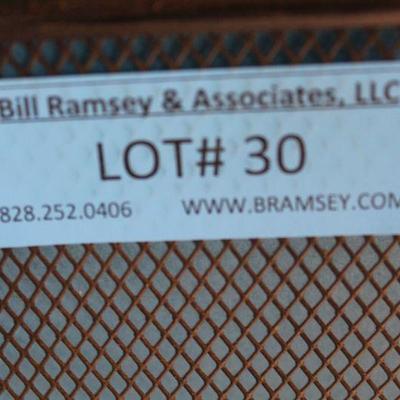 Bill Ramsey & Associates, LLC
LOT# 30
828.252.0406 WWW.BRAMSEY.COM